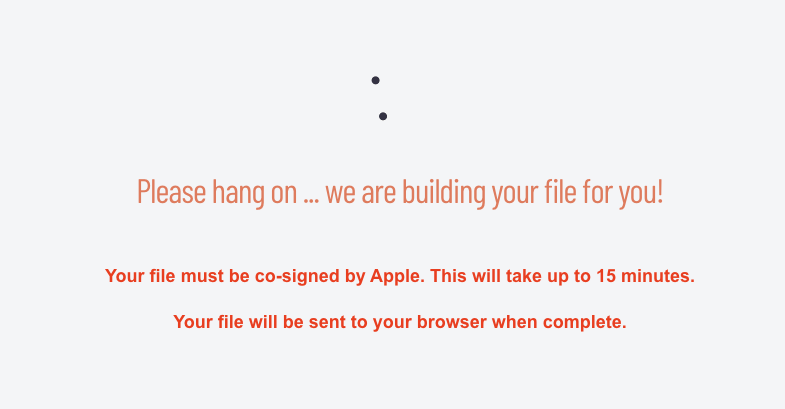 Please hang on ... we are building your file for you!
Your file must be co-signed by Apple. This will take up to 15 minutes.
Your file will be sent to your browser when complete.